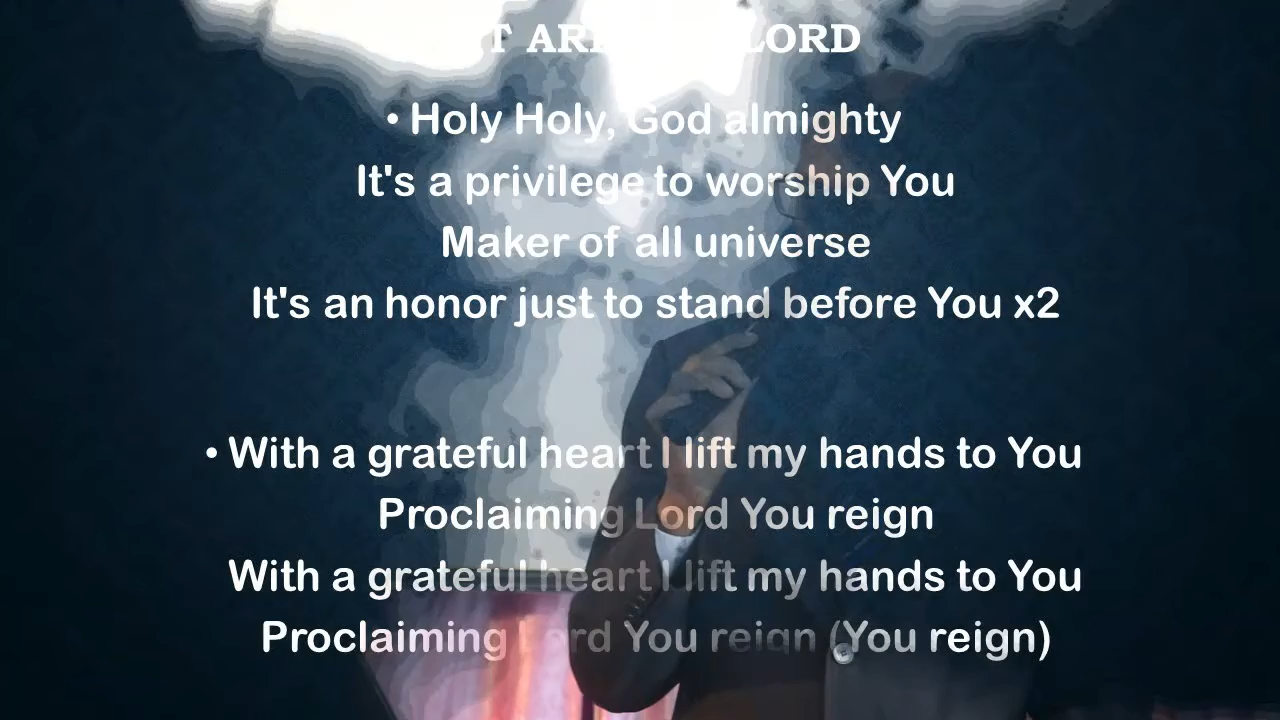 LORD
• Holy Holy, God almighty
It's a privilege to worship You
Maker of all universe
It's an honor just to stand before You x2
• With a grateful heart I lift my hands to You
Proclaiming Lord You reign
With a grateful heart I lift my hands to You
Proclaiming Lord You reign (You reign)